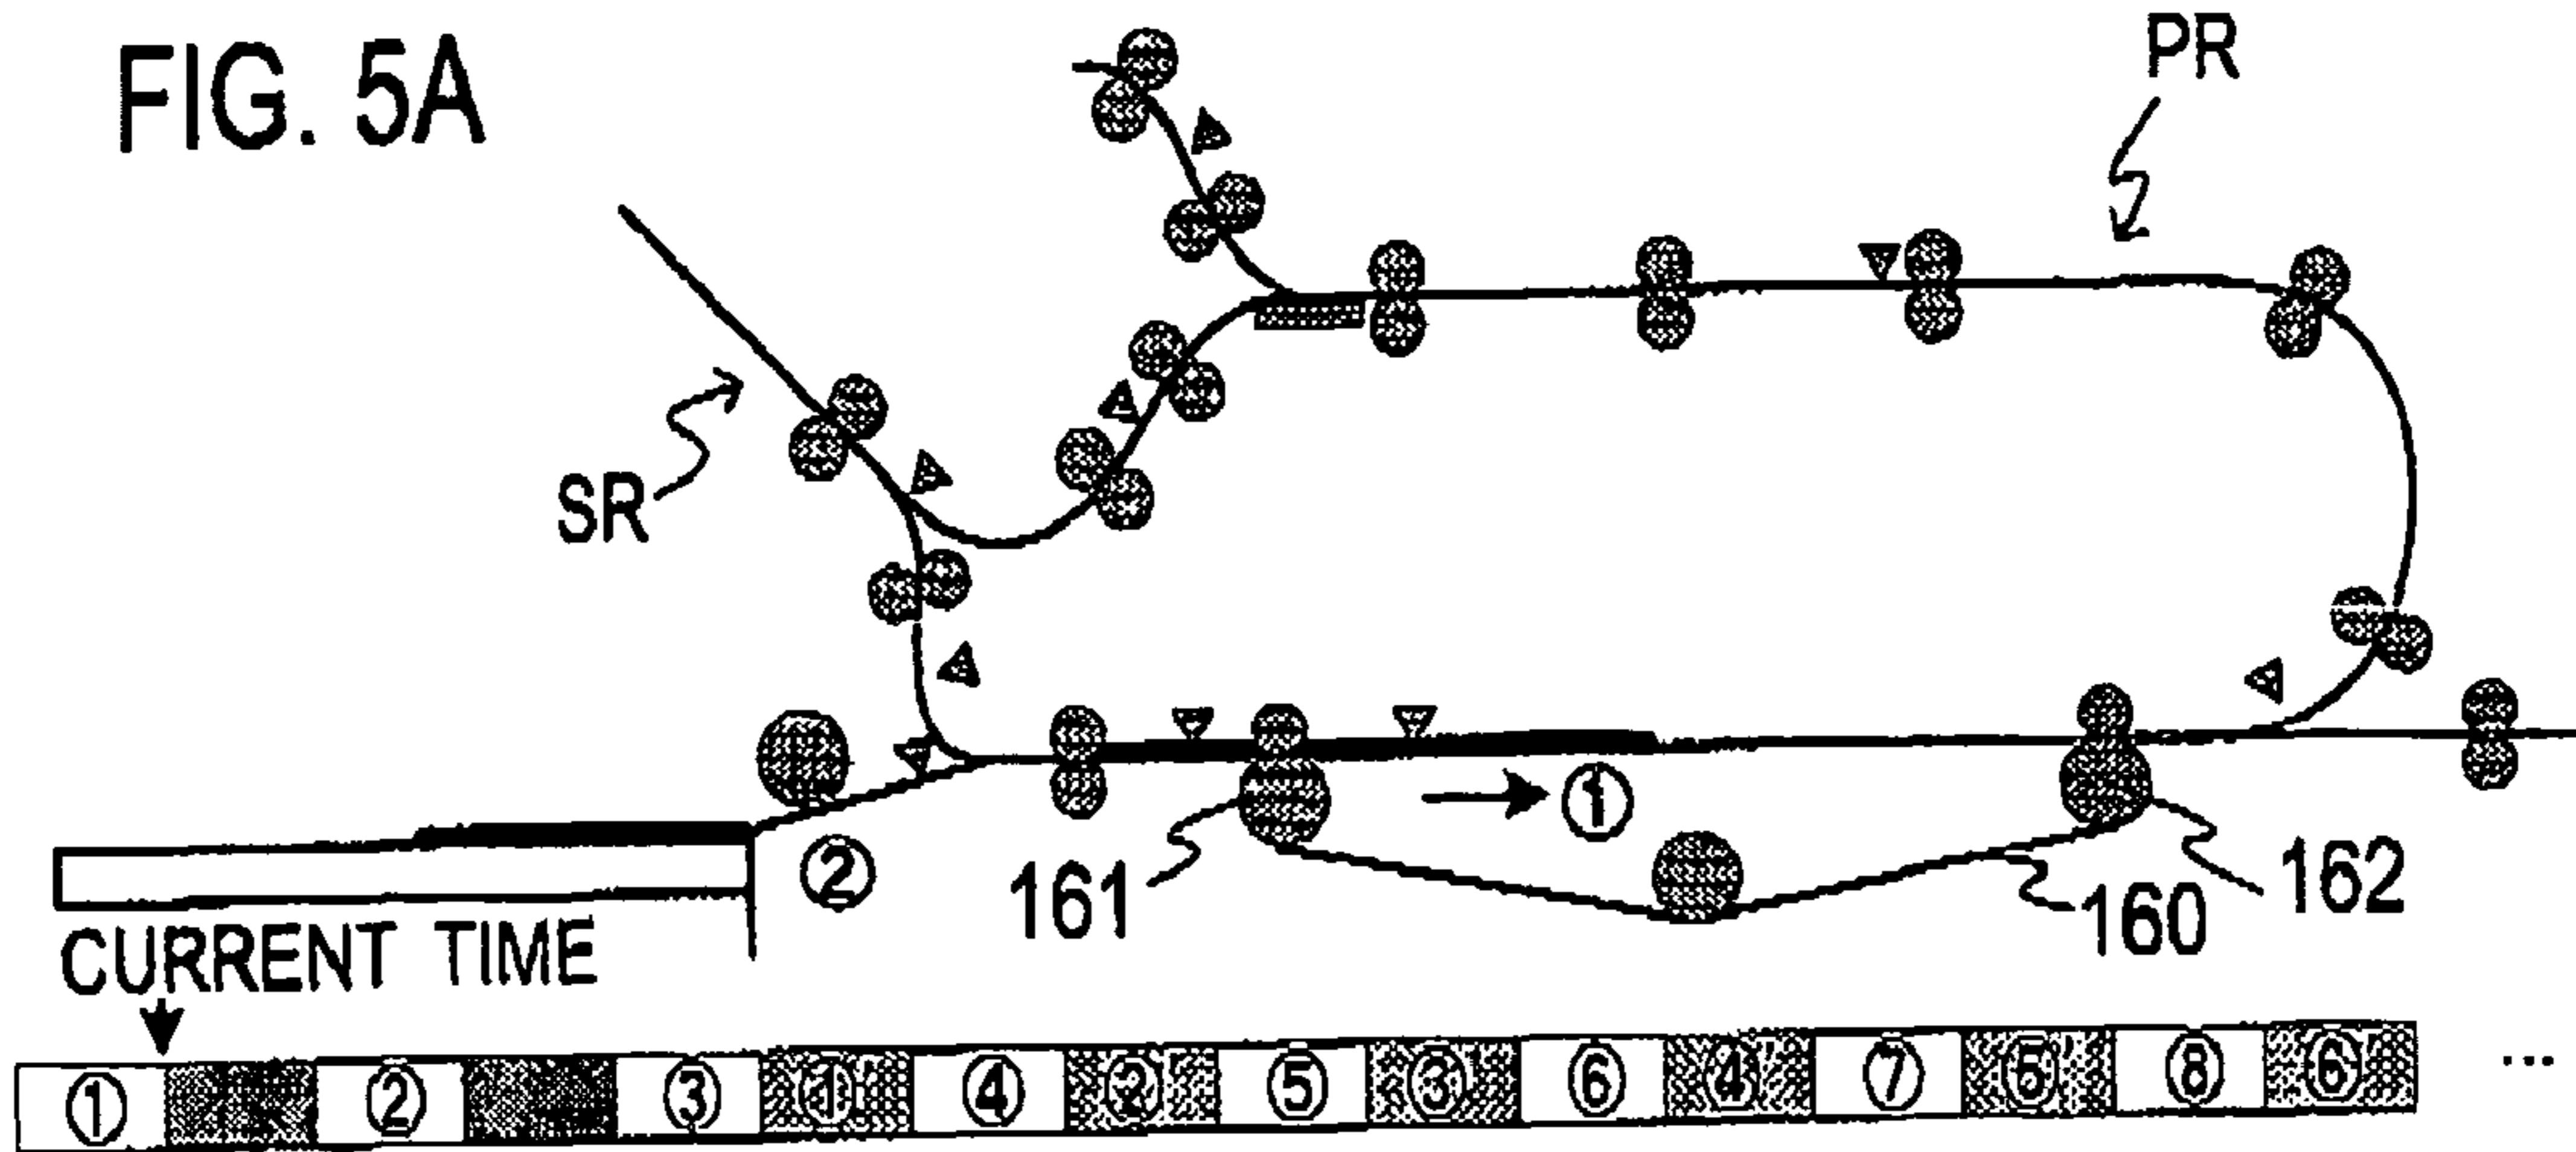 FIG. 5A
PR
SR
①
②
161
160
162
CURRENT TIME
① ② ③ ①' ④ ②' ⑤ ③' ⑥ ④' ⑦ ⑤' ⑧ ⑥' ...